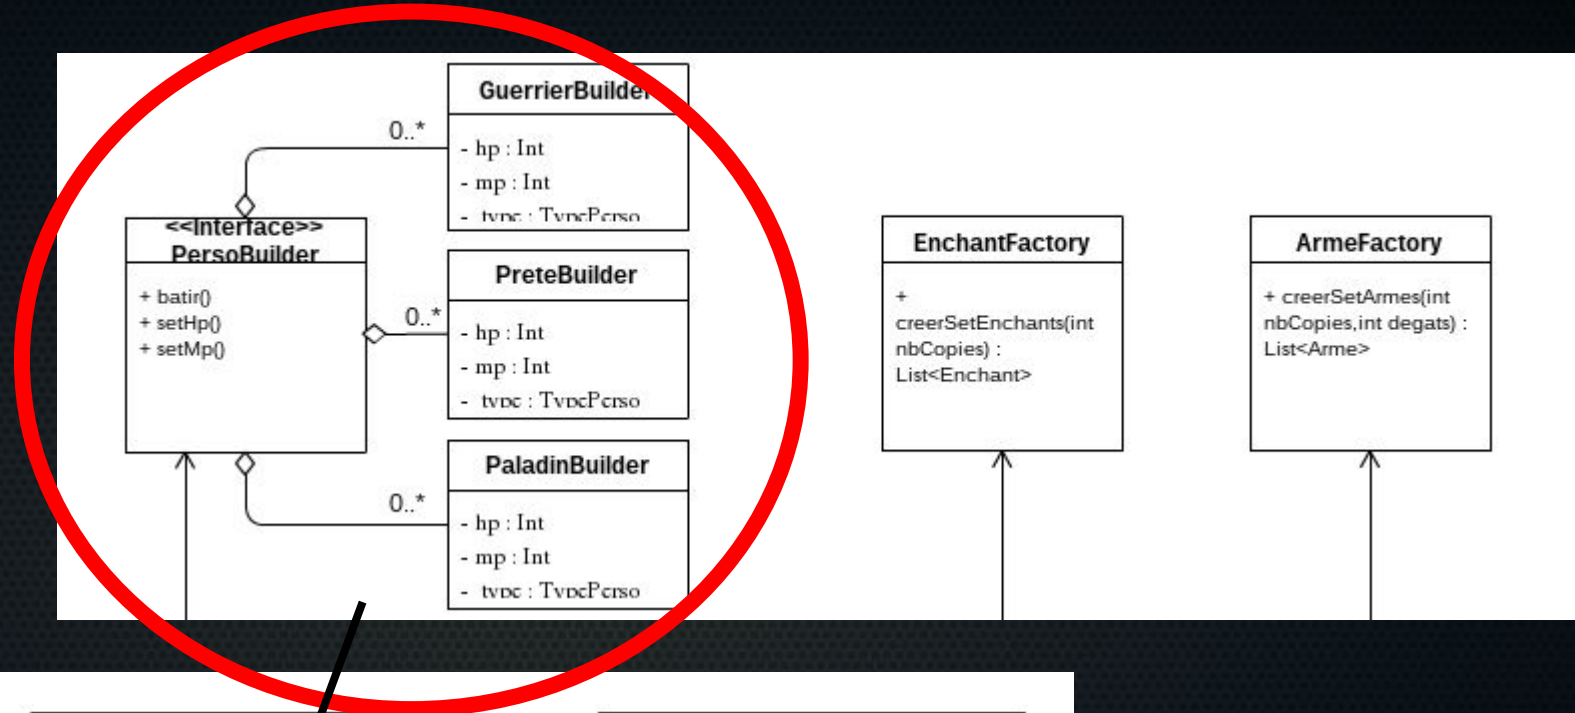 GuerrierBuilder
- hp : Int
- mp : Int
- type : TypePerso
0..*
<<Interface>>
PersoBuilder
+ batir()
+ setHp()
+ setMp()
0..*
PreteBuilder
- hp : Int
- mp : Int
- type : TypePerso
0..*
PaladinBuilder
- hp : Int
- mp : Int
- type : TypePerso
EnchantFactory
+
creerSetEnchants(int
nbCopies) :
List<Enchant>
ArmeFactory
+ creerSetArmes(int
nbCopies,int degats) :
List<Arme>